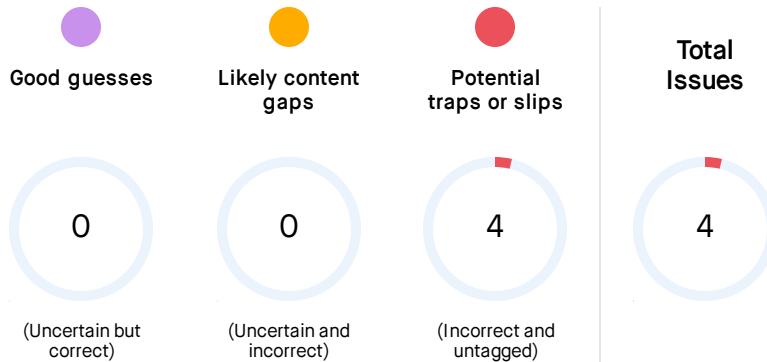 Good guesses
Likely content
gaps
Potential
traps or slips
Total
Issues
0
0
4
4
(Uncertain but
correct)
(Uncertain and
incorrect)
(Incorrect and
untagged)